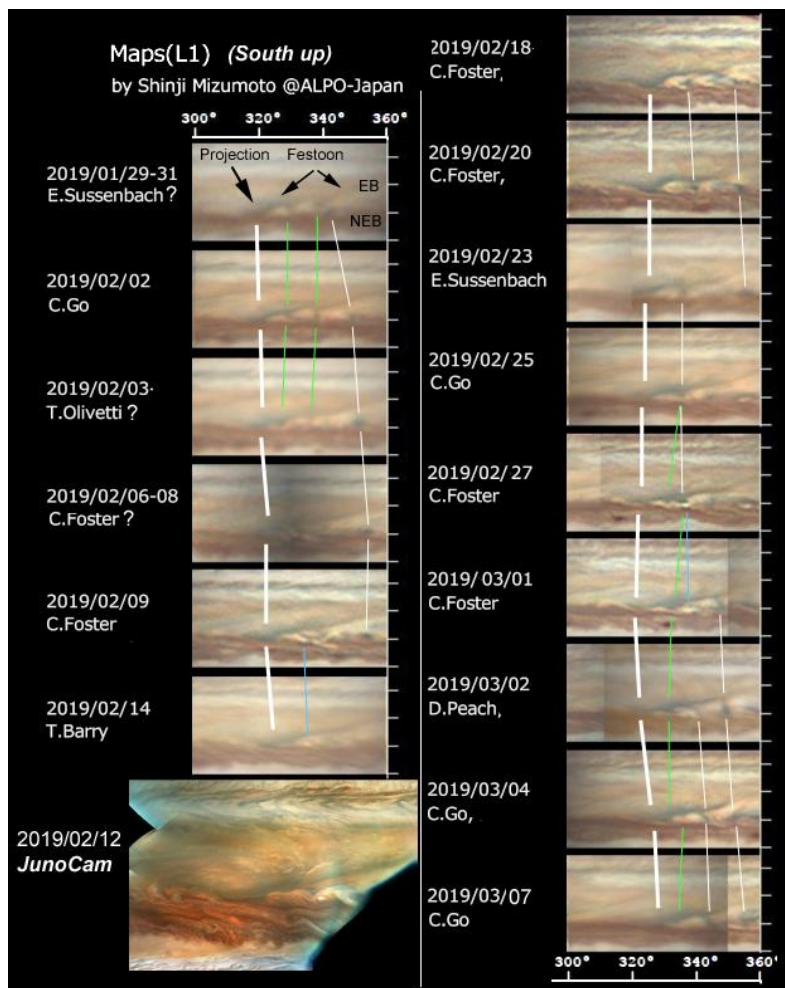 Maps(L1) (South up)
by Shinji Mizumoto @ALPO-Japan
300° 320° 340° 360°
Projection Festoon
EB
NEB
2019/01/29-31
E.Sussenbach?
2019/02/02
C.Go
2019/02/03·
T.Olivetti ?
2019/02/06-08
C.Foster ?
2019/02/09
C.Foster
2019/02/14
T.Barry
2019/02/12
JunoCam
2019/02/18·
C.Foster,
2019/02/20
C.Foster,
2019/02/23
E.Sussenbach
2019/02/25
C.Go
2019/02/27
C.Foster
2019/03/01
C.Foster
2019/03/02
D.Peach,
2019/03/04
C.Go,
2019/03/07
C.Go
300° 320° 340° 360°